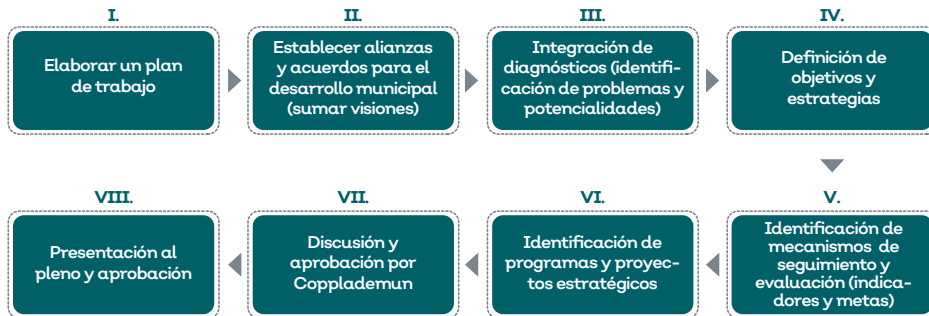 I.
Elaborar un plan
de trabajo
II.
Establecer alianzas
y acuerdos para el
desarrollo municipal
(sumar visiones)
III.
Integración de
diagnósticos (identifi-
cación de problemas y
potencialidades)
IV.
Definición de
objetivos y
estrategias
V.
Identificación de
mecanismos de
seguimiento y
evaluación (indica-
dores y metas)
VI.
Identificación de
programas y proyec-
tos estratégicos
VII.
Discusión y
aprobación por
Copplademun
VIII.
Presentación al
pleno y aprobación